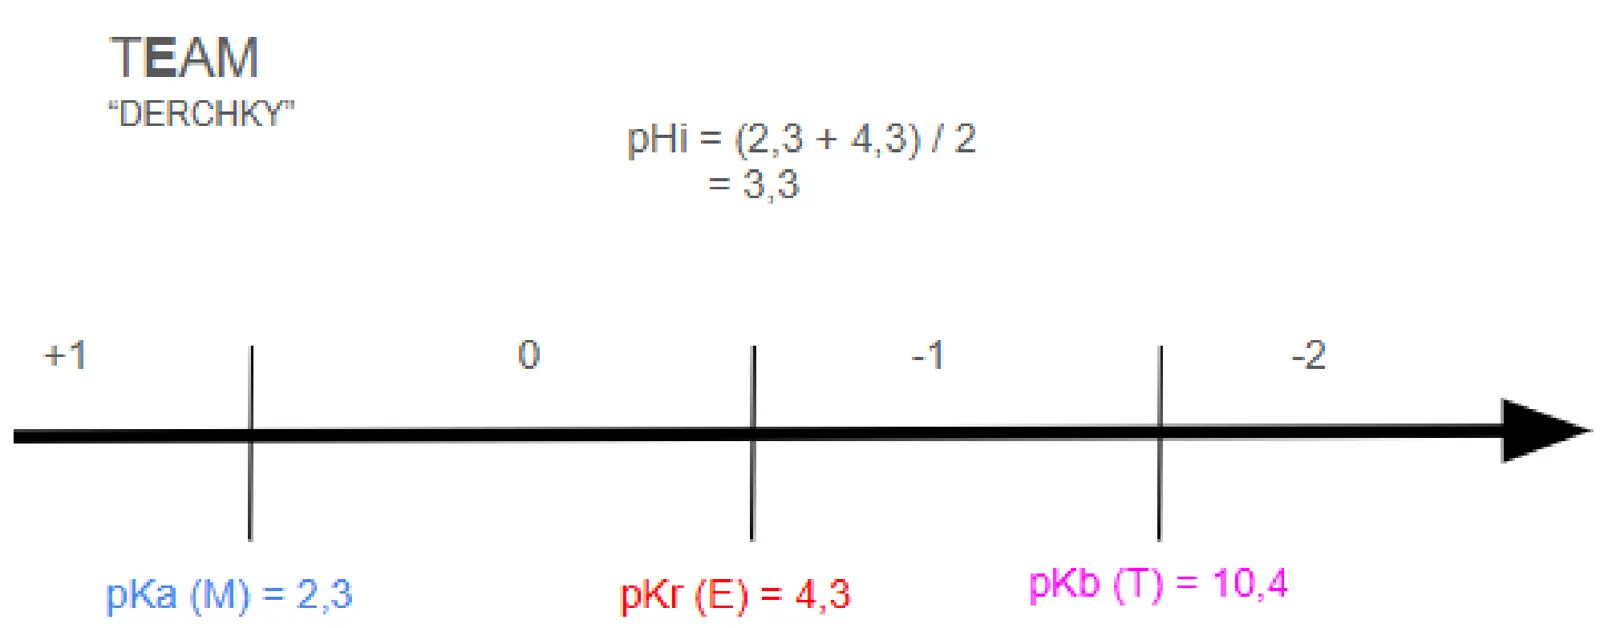 TEAM
“DERCHKY”
pHi = (2,3 + 4,3) / 2
= 3,3
+1 0 -1 -2
pKa (M) = 2,3 pKr (E) = 4,3 pKb (T) = 10,4